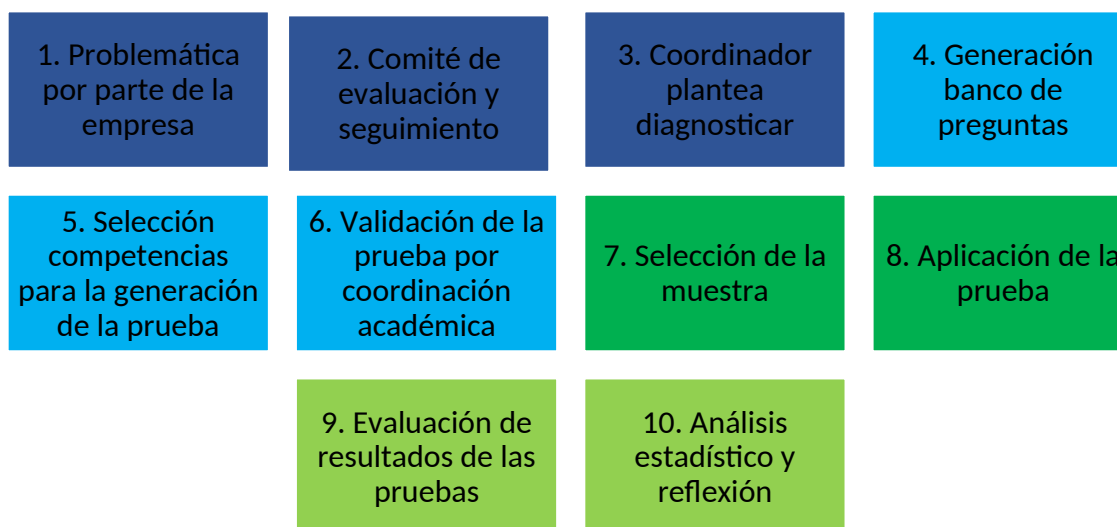 1. Problemática
por parte de la
empresa
2. Comité de
evaluación y
seguimiento
3. Coordinador
plantea
diagnosticar
4. Generación
banco de
preguntas
5. Selección
competencias
para la generación
de la prueba
6. Validación de la
prueba por
coordinación
académica
7. Selección de la
muestra
8. Aplicación de la
prueba
9. Evaluación de
resultados de las
pruebas
10. Análisis
estadístico y
reflexión